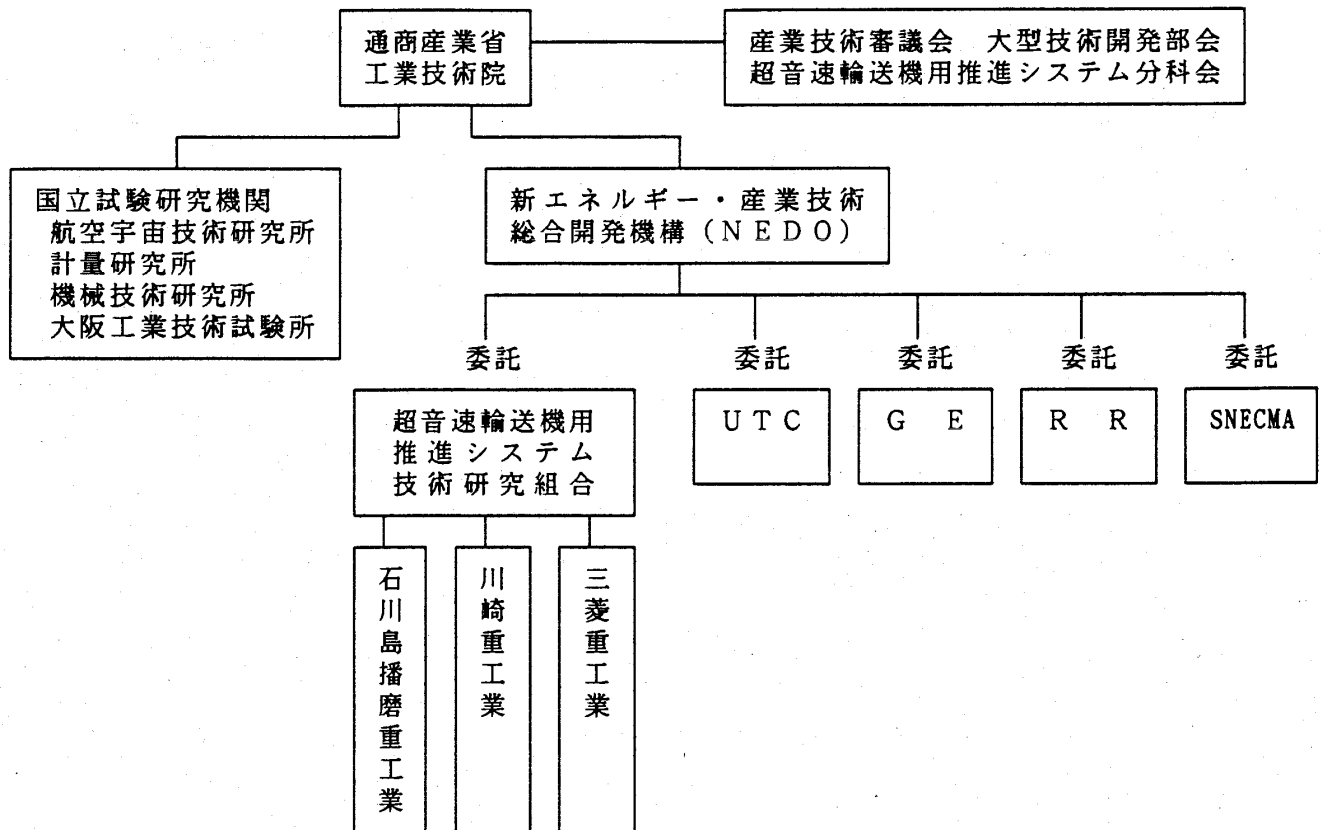 通商産業省
工業技術院
産業技術審議会　大型技術開発部会
超音速輸送機用推進システム分科会
国立試験研究機関
航空宇宙技術研究所
計量研究所
機械技術研究所
大阪工業技術試験所
新エネルギー・産業技術
総合開発機構（ＮＥＤＯ）
委託
委託
委託
委託
委託
超音速輸送機用
推進システム
技術研究組合
ＵＴＣ
Ｇ　Ｅ
Ｒ　Ｒ
SNECMA
石川島播磨重工業
川崎重工業
三菱重工業